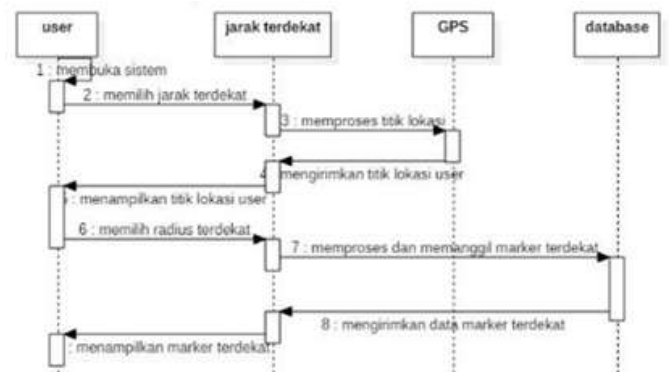 user
jarak terdekat
GPS
database
1 : membuka sistem
2 : memilih jarak terdekat
3 : memproses titik lokasi
4 mengirimkan titik lokasi user
: menampilkan titik lokasi user
6 : memilih radius terdekat
7 : memproses dan memanggil marker terdekat
8 : mengirimkan data marker terdekat
: menampilkan marker terdekat